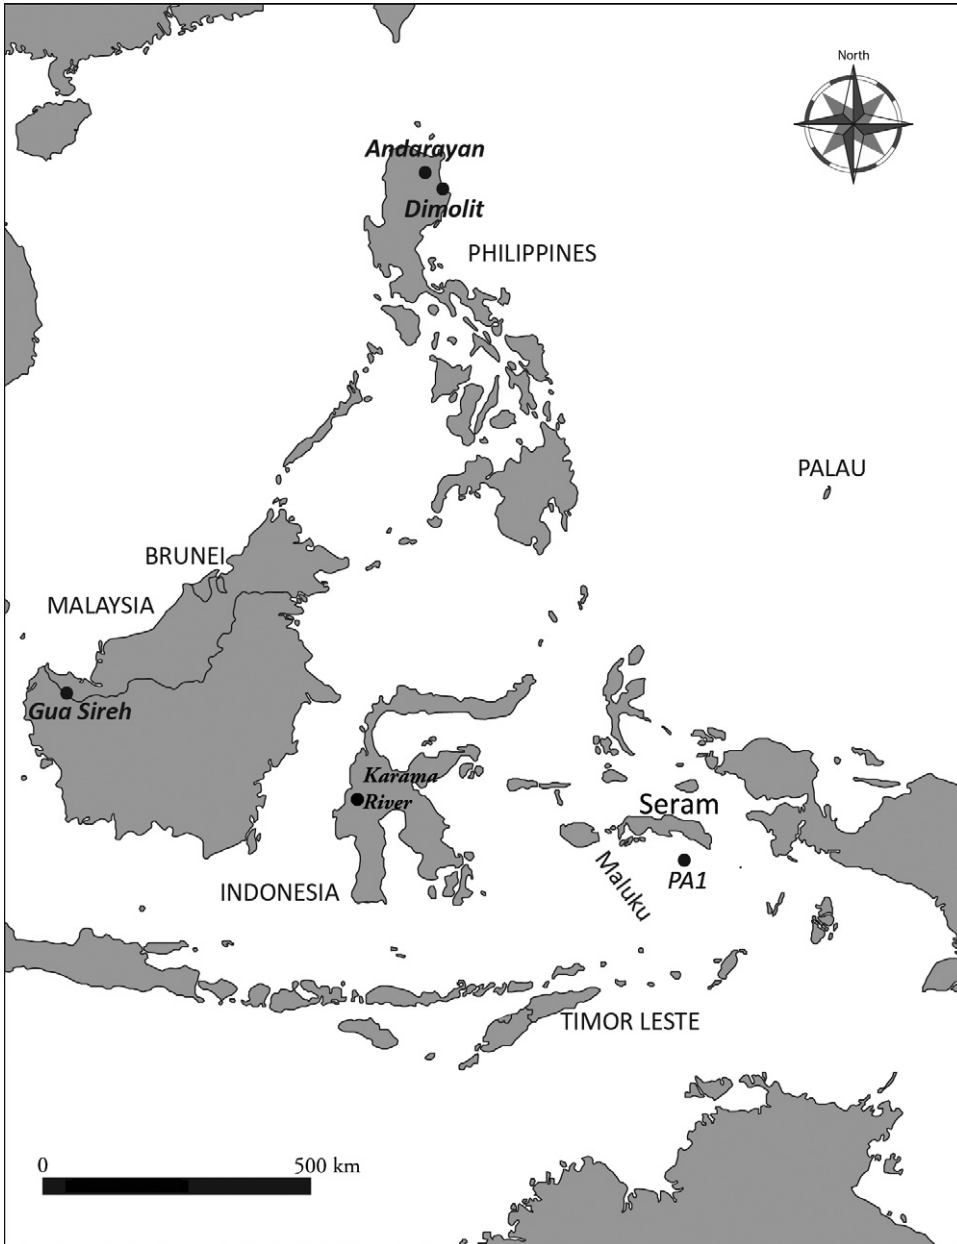 North
Andarayan
Dimolit
PHILIPPINES
PALAU
BRUNEI
MALAYSIA
Gua Sireh
Karama
River
Seram
PA1
Maluku
INDONESIA
TIMOR LESTE
0 500 km